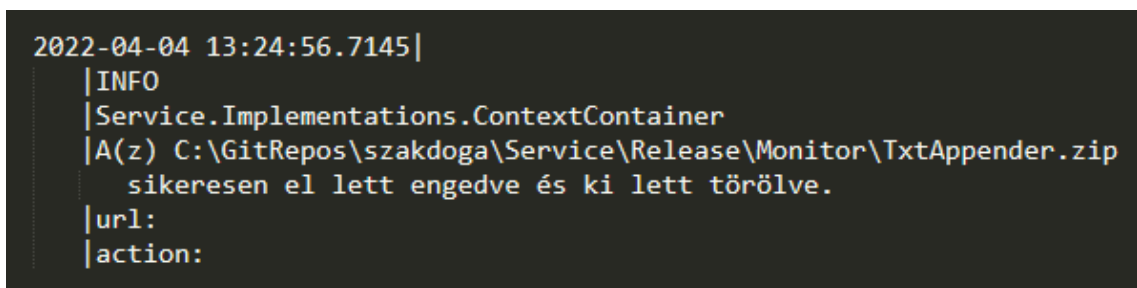 2022-04-04 13:24:56.7145|
|INFO
|Service.Implementations.ContextContainer
|A(z) C:\GitRepos\szakdoga\Service\Release\Monitor\TxtAppender.zip
sikeresen el lett engedve és ki lett törölve.
|url:
|action: